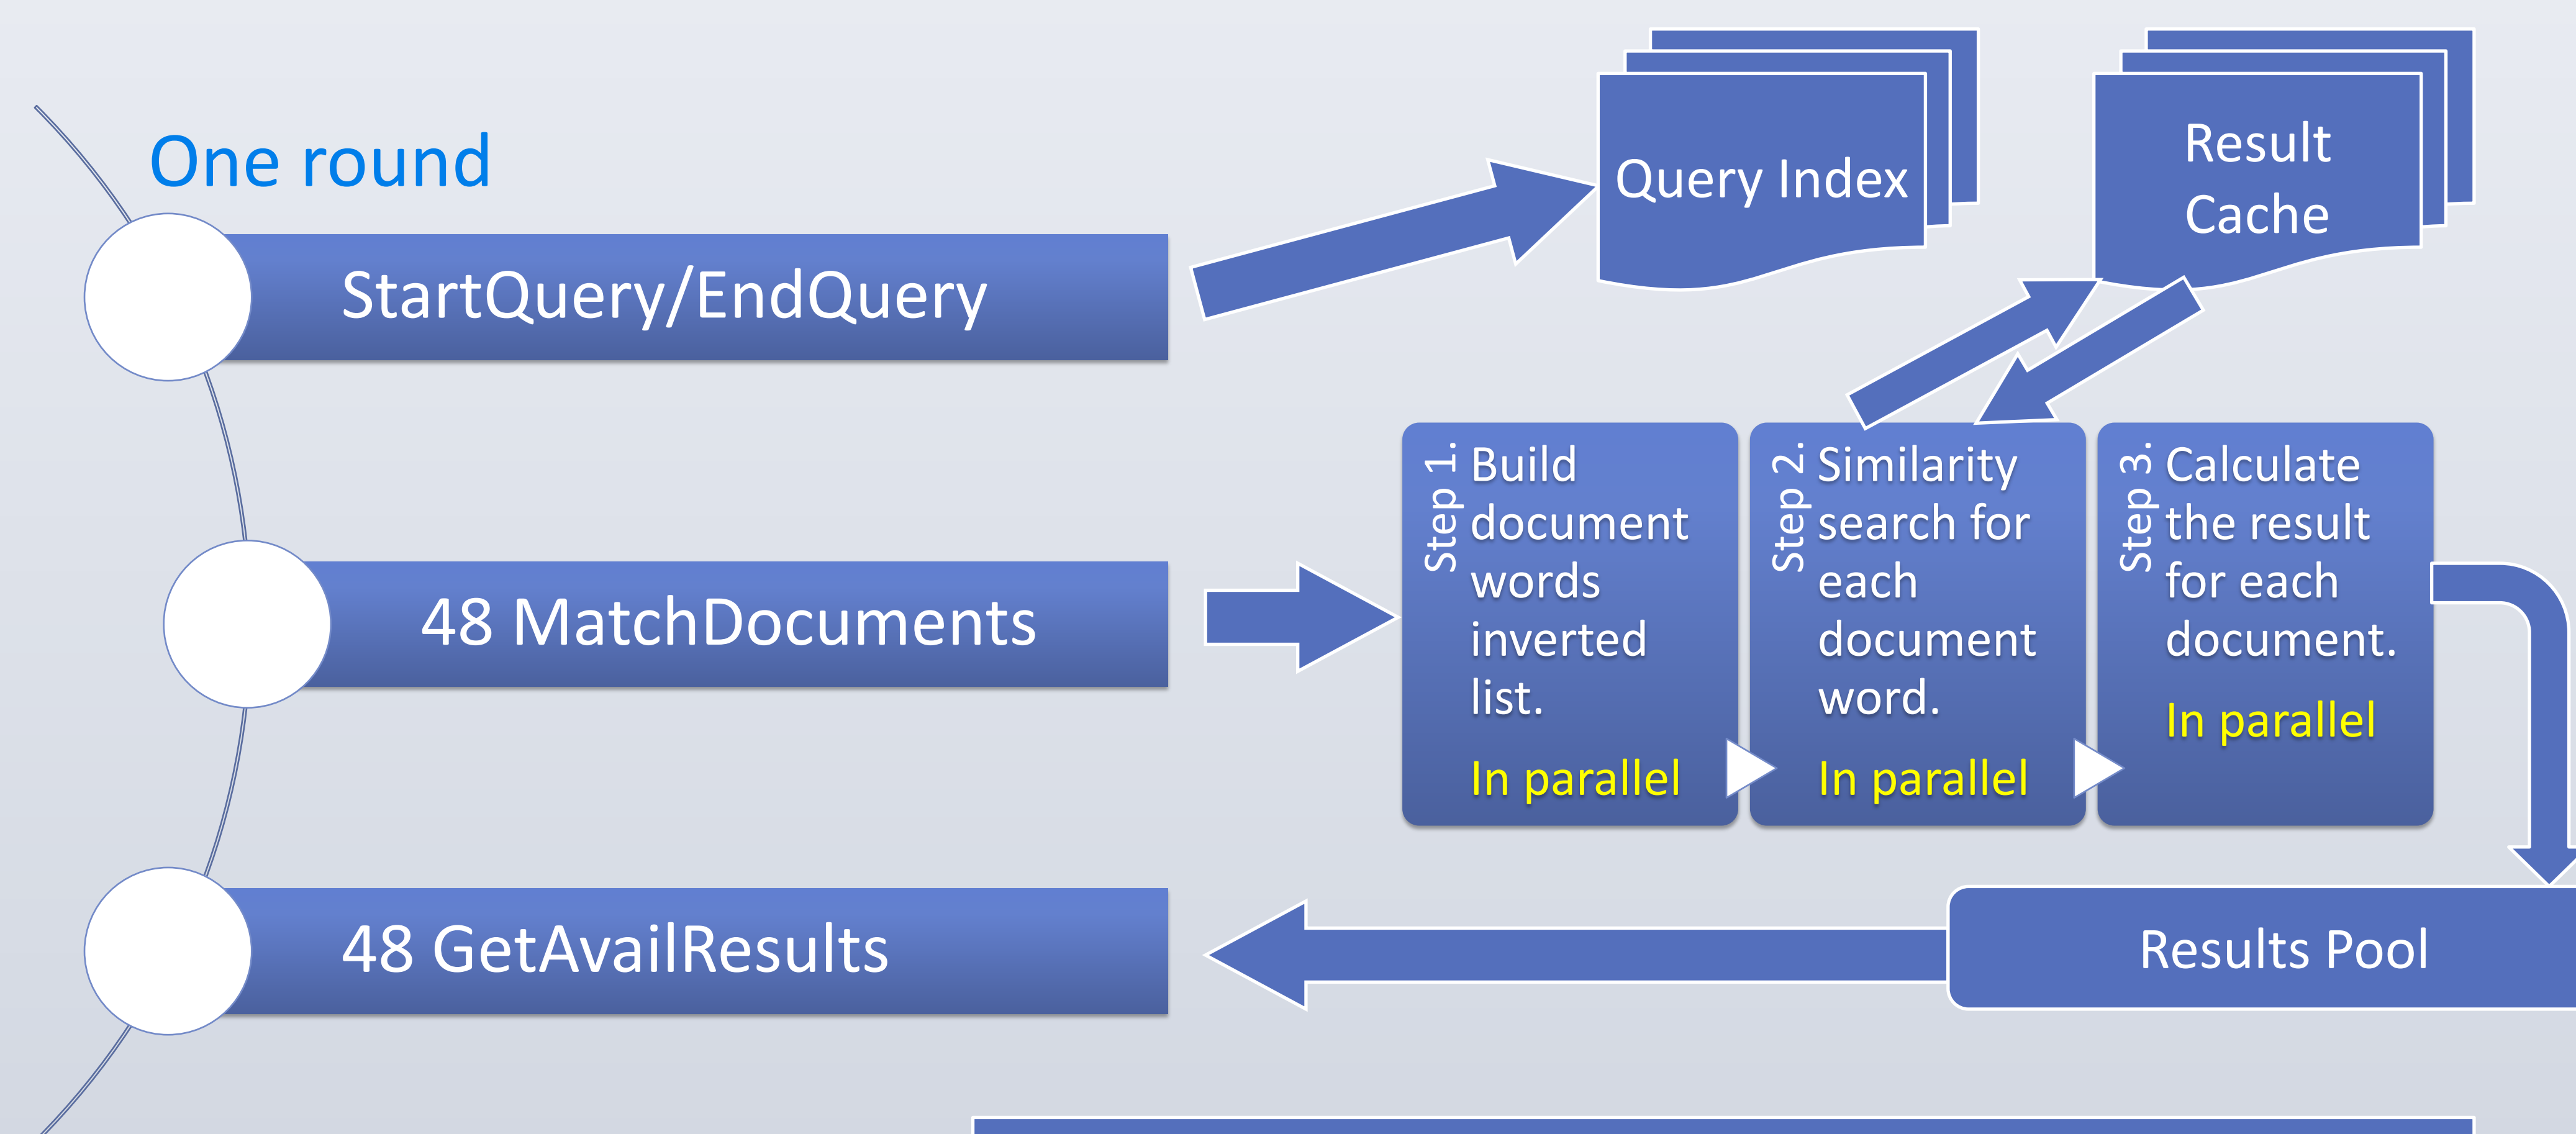 One round
StartQuery/EndQuery
Query Index
Result
Cache
48 MatchDocuments
Step 1.
Build
document
words
inverted
list.
In parallel
Step 2.
Similarity
search for
each
document
word.
In parallel
Step 3.
Calculate
the result
for each
document.
In parallel
48 GetAvailResults
Results Pool